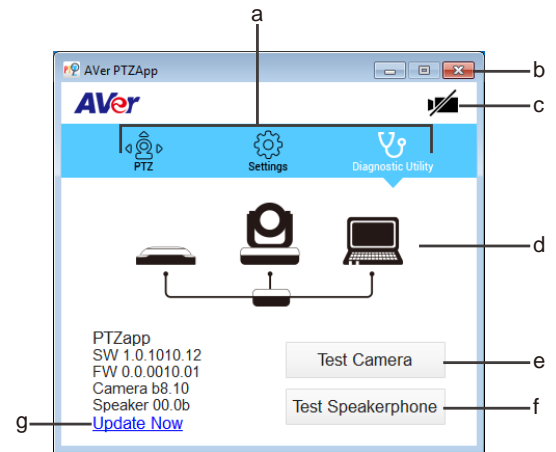 a
AVer PTZApp
b
AVer
c
PTZ
Settings
Diagnostic Utility
d
PTZapp
SW 1.0.1010.12
FW 0.0.0010.01
Camera b8.10
Speaker 00.0b
Update Now
Test Camera
e
Test Speakerphone
f
g